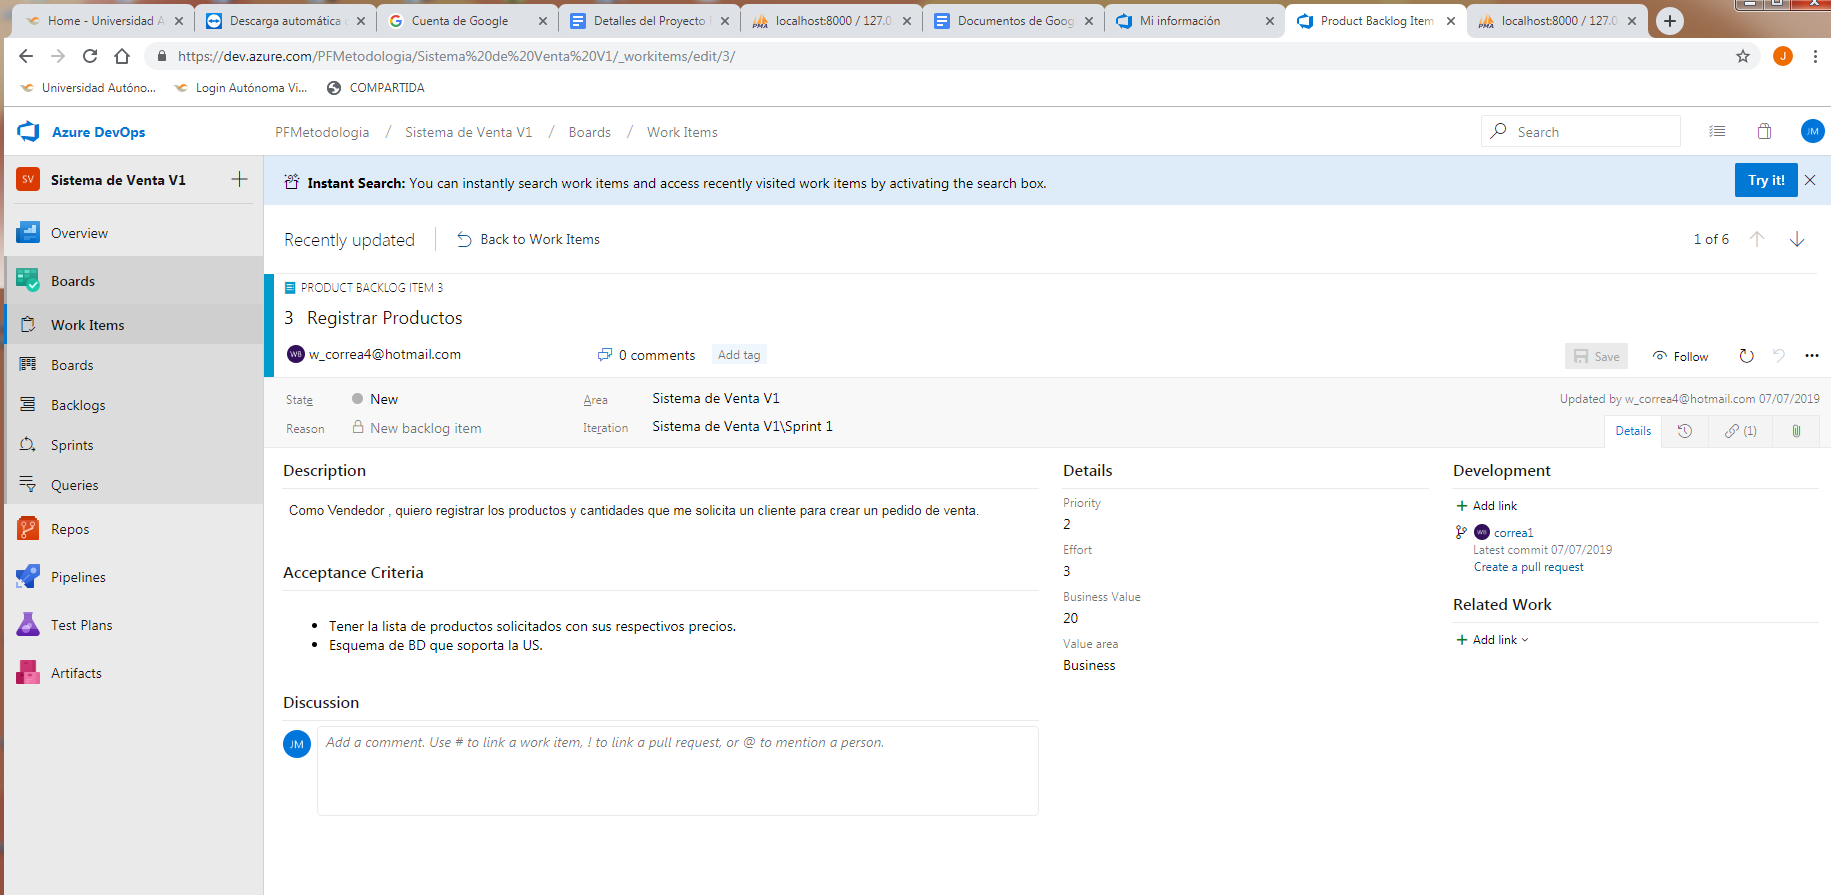 Home - Universidad A
Descarga automática
Cuenta de Google
Detalles del Proyecto
localhost:8000 / 127.0
Documentos de Goog
Mi información
Product Backlog Item
localhost:8000 / 127.0
https://dev.azure.com/PFMetodologia/Sistema%20de%20Venta%20V1/_workitems/edit/3/
J
Universidad Autóno...
Login Autónoma Vi...
COMPARTIDA
Azure DevOps
PFMetodologia / Sistema de Venta V1 / Boards / Work Items
Search
JM
SV
Sistema de Venta V1
Instant Search: You can instantly search work items and access recently visited work items by activating the search box.
Try it!
Overview
Boards
Work Items
Boards
Backlogs
Sprints
Queries
Repos
Pipelines
Test Plans
Artifacts
Recently updated
Back to Work Items
1 of 6
PRODUCT BACKLOG ITEM 3
3 Registrar Productos
WB w_correa4@hotmail.com
0 comments
Add tag
Save
Follow
State New
Area Sistema de Venta V1
Updated by w_correa4@hotmail.com 07/07/2019
Reason New backlog item
Iteration Sistema de Venta V1\Sprint 1
Details
(1)
Description
Como Vendedor , quiero registrar los productos y cantidades que me solicita un cliente para crear un pedido de venta.
Acceptance Criteria
• Tener la lista de productos solicitados con sus respectivos precios.
• Esquema de BD que soporta la US.
Discussion
JM
Add a comment. Use # to link a work item, ! to link a pull request, or @ to mention a person.
Details
Priority
2
Effort
3
Business Value
20
Value area
Business
Development
Add link
WB correa1
Latest commit 07/07/2019
Create a pull request
Related Work
Add link